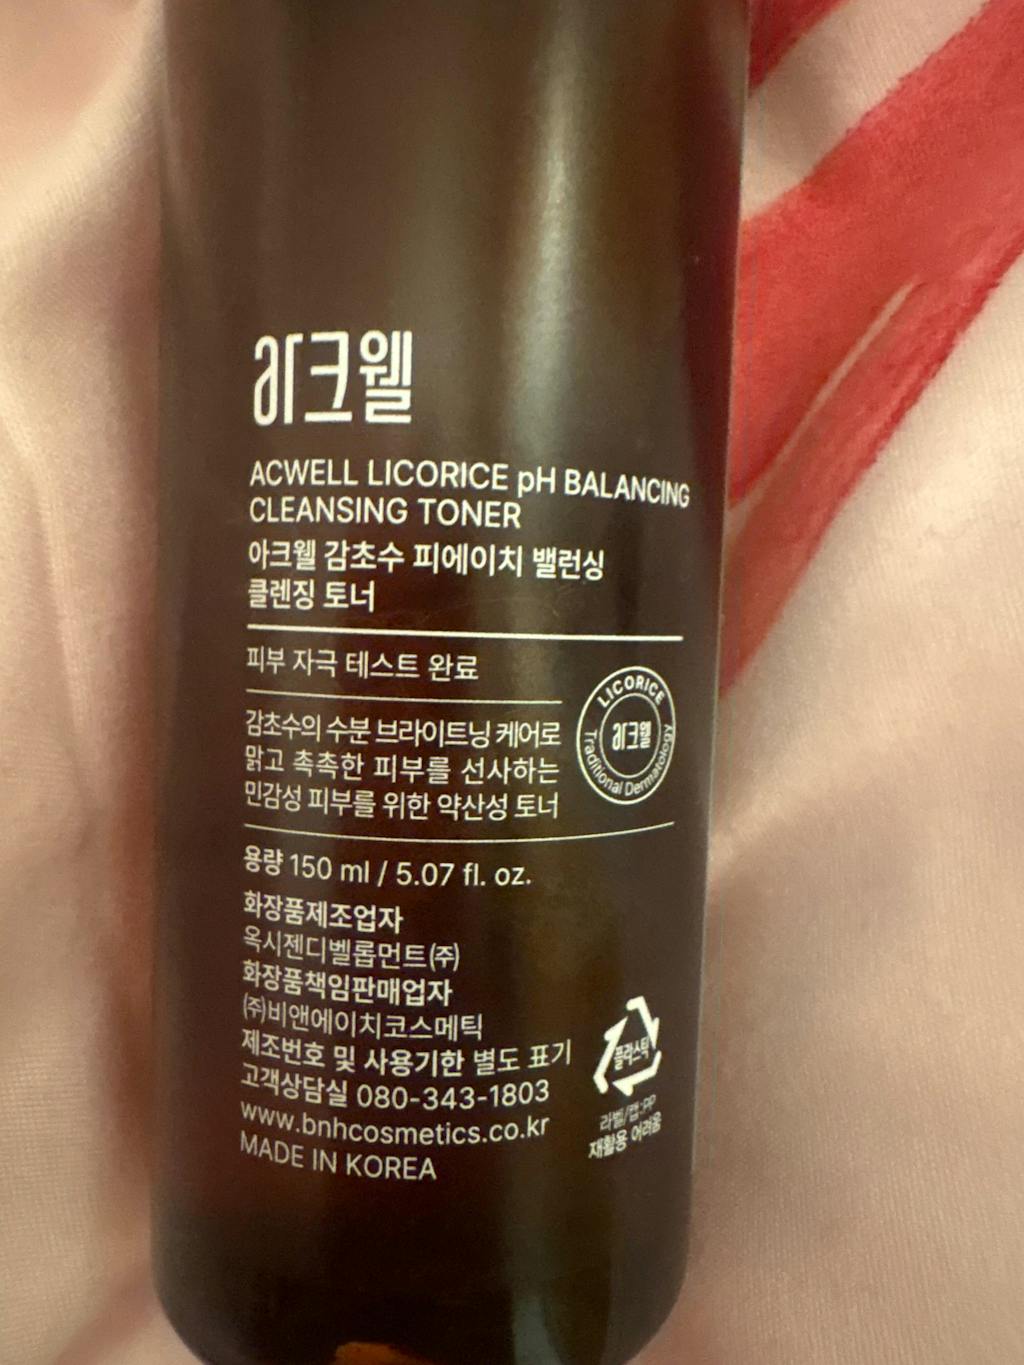 아크웰
ACWELL LICORICE pH BALANCING
CLEANSING TONER
아크웰 감초수 피에이치 밸런싱
클렌징 토너
피부 자극 테스트 완료
감초수의 수분 브라이트닝 케어로
맑고 촉촉한 피부를 선사하는
민감성 피부를 위한 약산성 토너
LICORICE
아크웰
Traditional Dermatology
용량 150 ml / 5.07 fl. oz.
화장품제조업자
옥시젠디벨롭먼트(주)
화장품책임판매업자
(주)비앤에이치코스메틱
제조번호 및 사용기한 별도 표기
고객상담실 080-343-1803
www.bnhcosmetics.co.kr
MADE IN KOREA
플라스틱
라벨/캡:PP
재활용 어려움